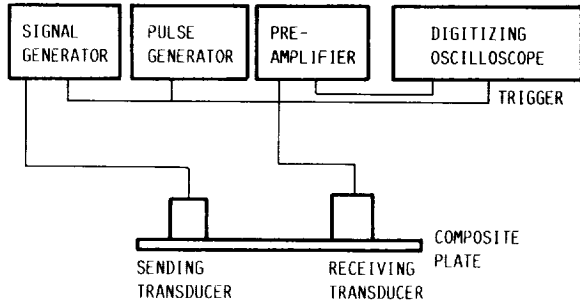 SIGNAL
GENERATOR
PULSE
GENERATOR
PRE-
AMPLIFIER
DIGITIZING
OSCILLOSCOPE
TRIGGER
COMPOSITE
PLATE
SENDING
TRANSDUCER
RECEIVING
TRANSDUCER